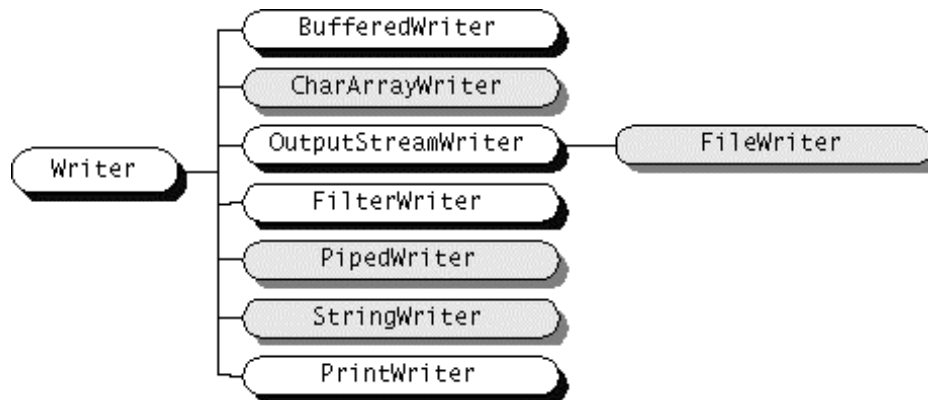 BufferedWriter
CharArrayWriter
OutputStreamWriter
FileWriter
Writer
FilterWriter
PipedWriter
StringWriter
PrintWriter